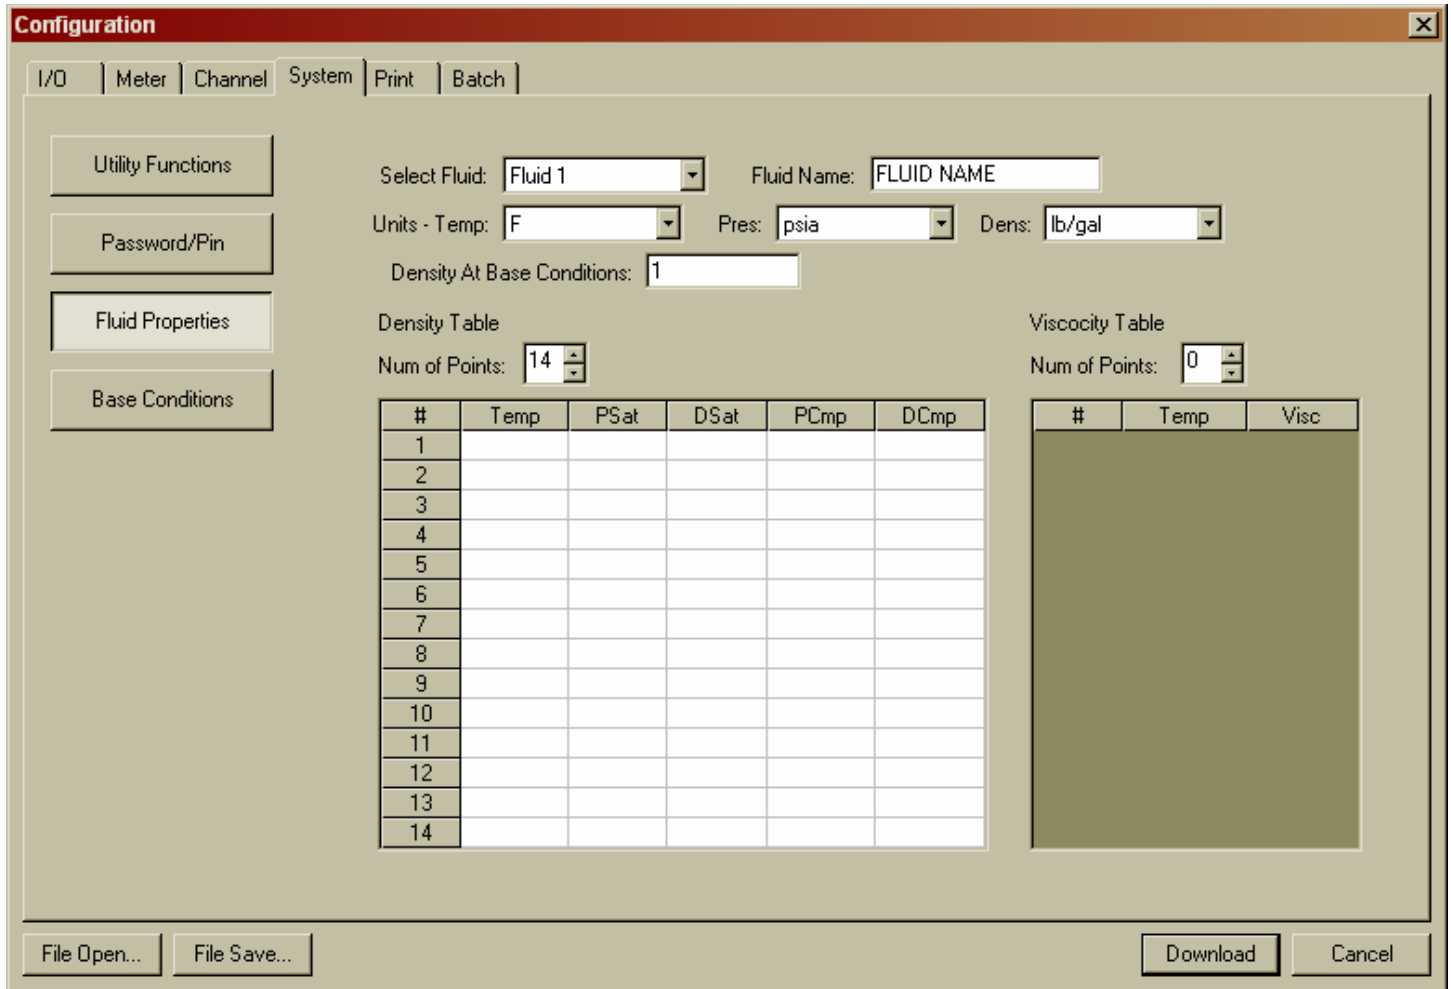 Configuration
I/O Meter Channel System Print Batch
Utility Functions
Password/Pin
Fluid Properties
Base Conditions
Select Fluid: Fluid 1 Fluid Name: FLUID NAME
Units - Temp: F Pres: psia Dens: lb/gal
Density At Base Conditions: 1
Density Table
Num of Points: 14
# Temp PSat DSat PCmp DCmp
1
2
3
4
5
6
7
8
9
10
11
12
13
14
Viscocity Table
Num of Points: 0
# Temp Visc
File Open... File Save... Download Cancel